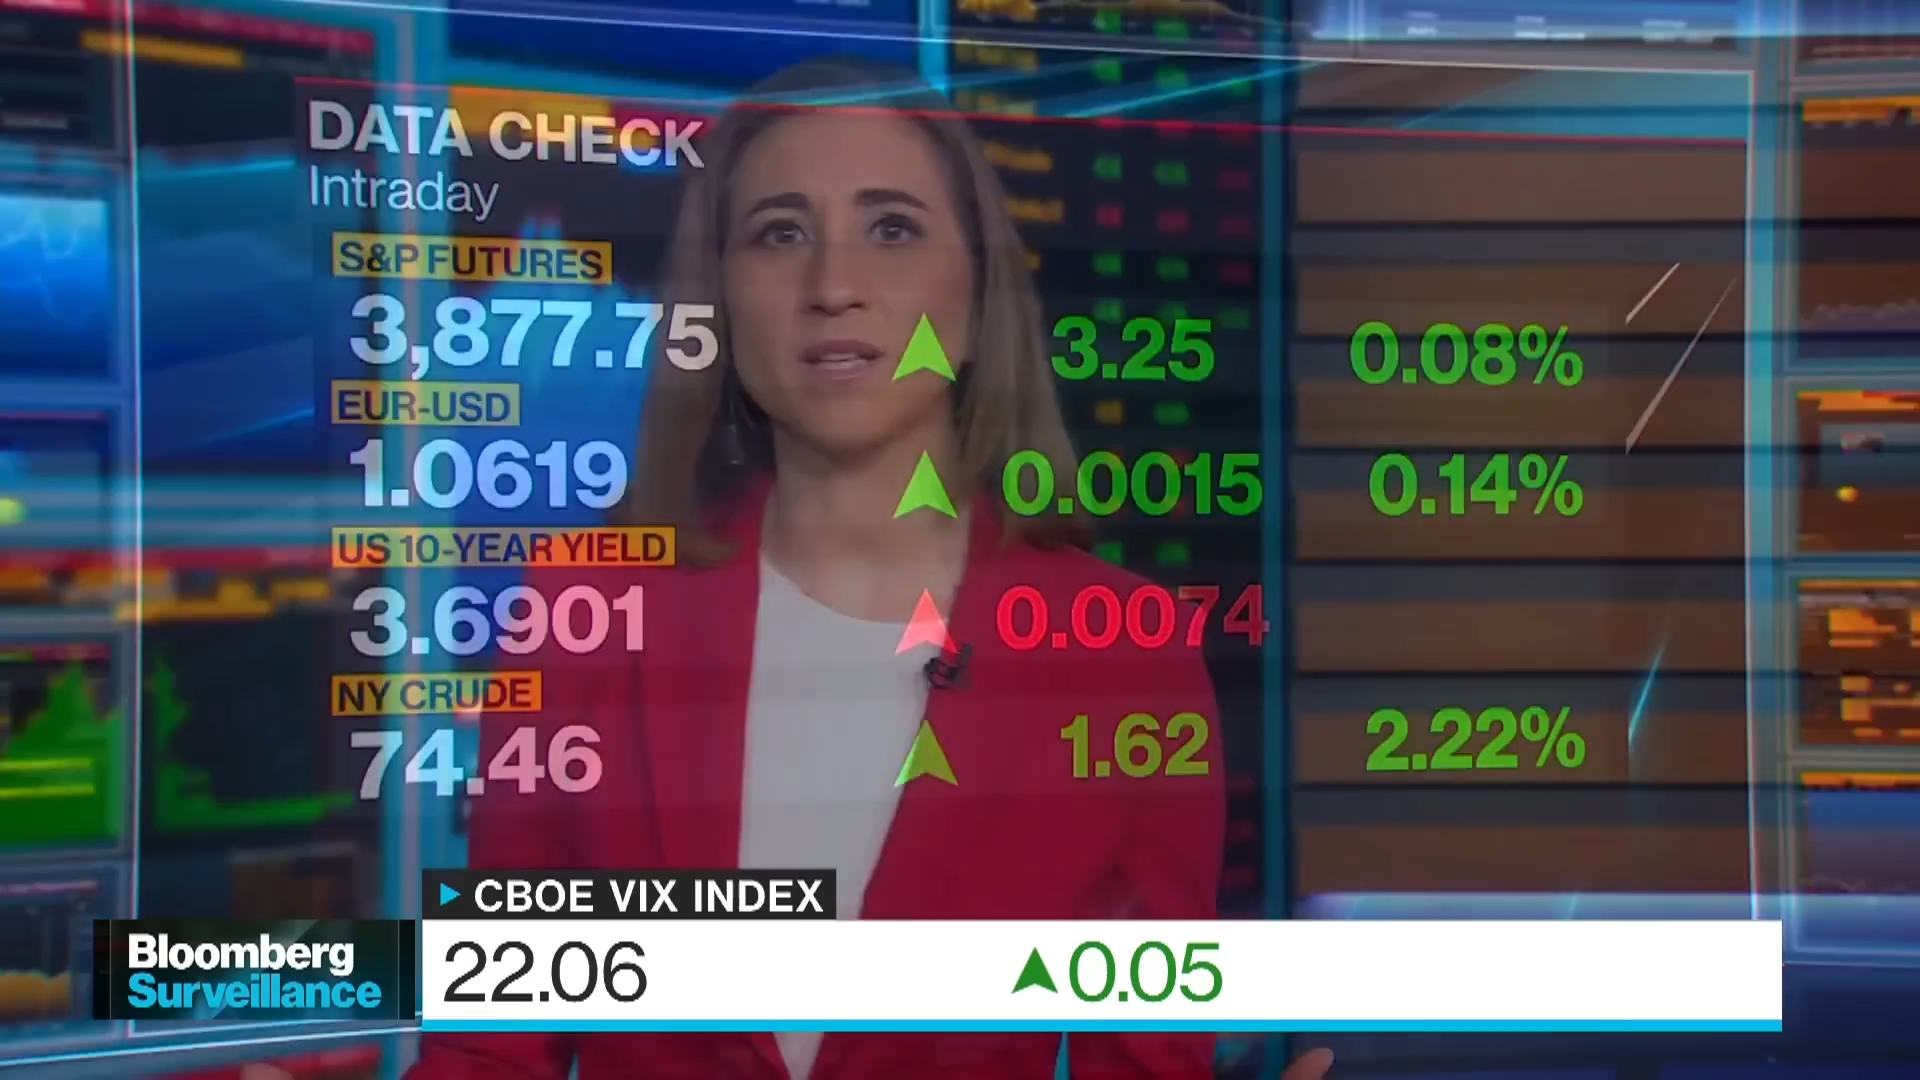 DATA CHECK
Intraday
S&P FUTURES
3,877.75 3.25 0.08%
EUR-USD
1.0619 0.0015 0.14%
US 10-YEAR YIELD
3.6901 0.0074
NY CRUDE
74.46 1.62 2.22%
CBOE VIX INDEX
Bloomberg
Surveillance
22.06 0.05